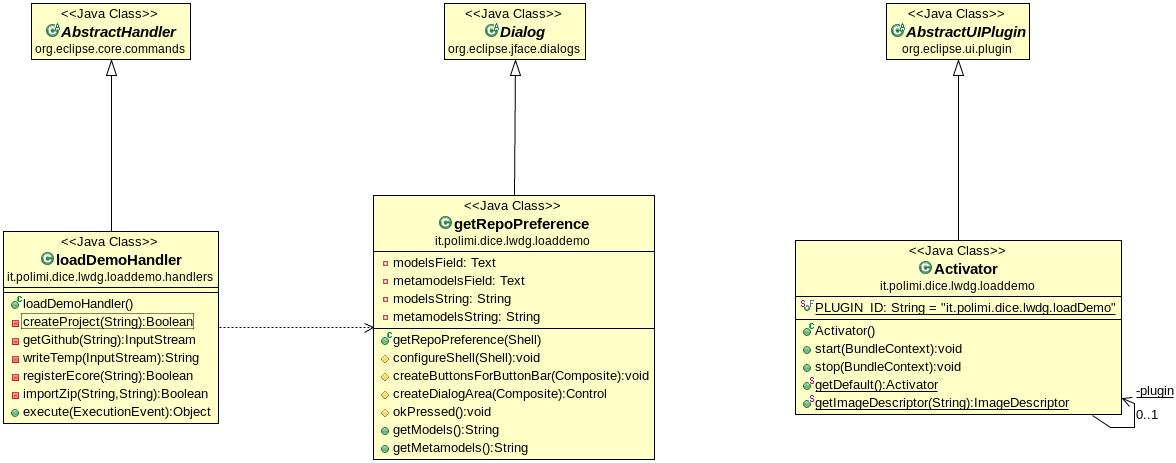 <<Java Class>>
AbstractHandler
org.eclipse.core.commands
<<Java Class>>
Dialog
org.eclipse.jface.dialogs
<<Java Class>>
AbstractUIPlugin
org.eclipse.ui.plugin
<<Java Class>>
loadDemoHandler
it.polimi.dice.lwdg.loaddemo.handlers
loadDemoHandler()
createProject(String):Boolean
getGithub(String):InputStream
writeTemp(InputStream):String
registerEcore(String):Boolean
importZip(String,String):Boolean
execute(ExecutionEvent):Object
<<Java Class>>
getRepoPreference
it.polimi.dice.lwdg.loaddemo
modelsField: Text
metamodelsField: Text
modelsString: String
metamodelsString: String
getRepoPreference(Shell)
configureShell(Shell):void
createButtonsForButtonBar(Composite):void
createDialogArea(Composite):Control
okPressed():void
getModels():String
getMetamodels():String
<<Java Class>>
Activator
it.polimi.dice.lwdg.loaddemo
PLUGIN_ID: String = "it.polimi.dice.lwdg.loadDemo"
Activator()
start(BundleContext):void
stop(BundleContext):void
getDefault():Activator
getImageDescriptor(String):ImageDescriptor
-plugin
0..1